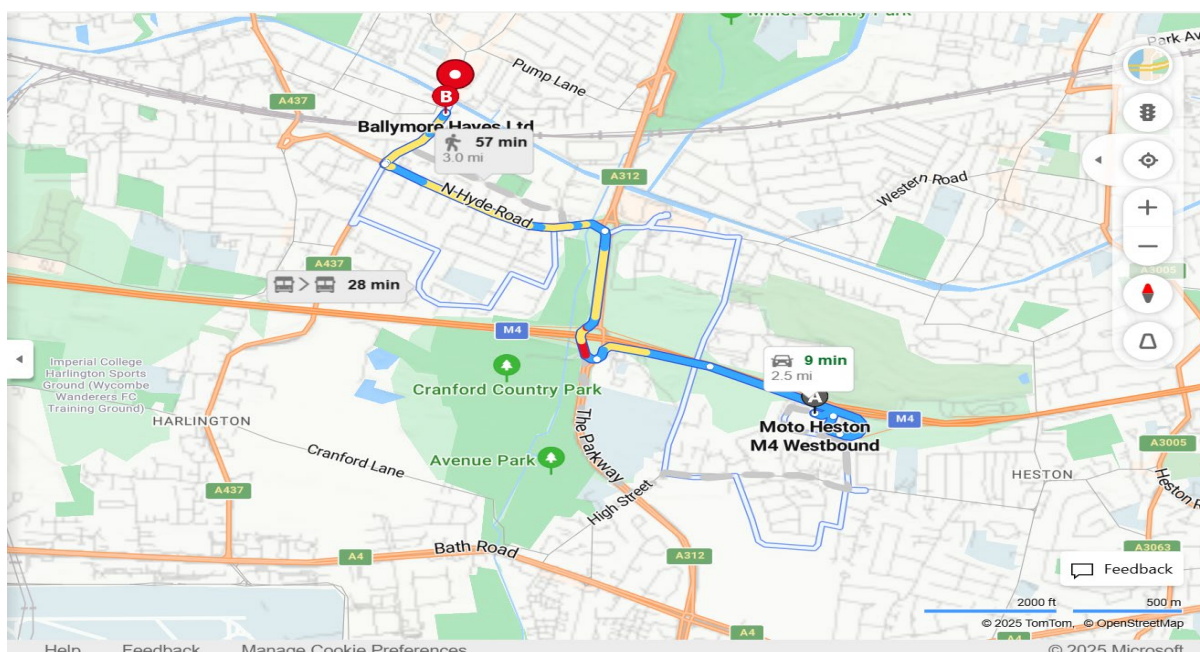 Minet Country Park
Park Av
Pump Lane
A437
B
Ballymore Hayes Ltd
57 min
3.0 mi
A312
Western Road
N-Hyde-Road
A437
A3005
28 min
M4
Imperial College
Harlington Sports
Ground (Wycombe
Wanderers FC
Training Ground)
9 min
2.5 mi
Cranford Country Park
A
M4
HARLINGTON
The Parkway
Moto Heston
M4 Westbound
A3005
Cranford Lane
Avenue Park
HESTON
High Street
A437
Heston R
Bath Road
A4
A312
A3063
Feedback
2000 ft
500 m
© 2025 TomTom, © OpenStreetMap
A4
A4
Help Feedback Manage Cookie Preferences
© 2025 Microsoft